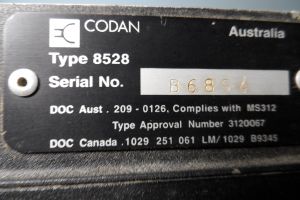 CODAN
Australia
Type 8528
Serial No. B6894
DOC Aust . 209 - 0126, Complies with MS312
Type Approval Number 3120067
DOC Canada . 1029 251 061 LM/ 1029 B9345